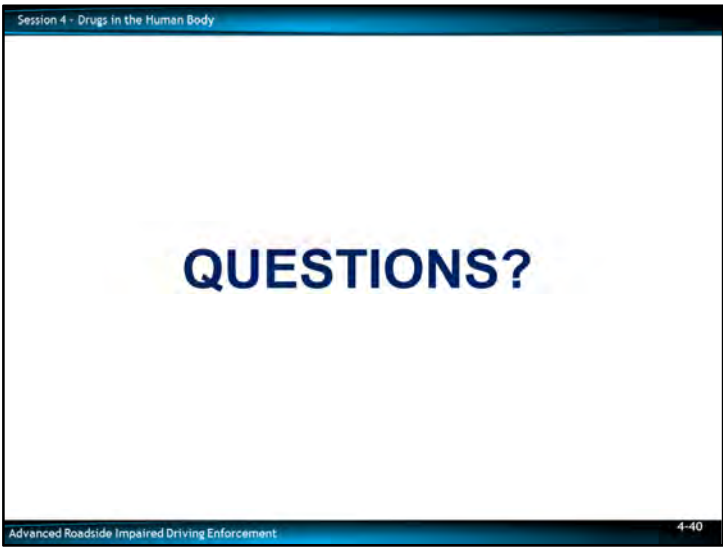 Session 4 - Drugs in the Human Body
QUESTIONS?
Advanced Roadside Impaired Driving Enforcement
4-40